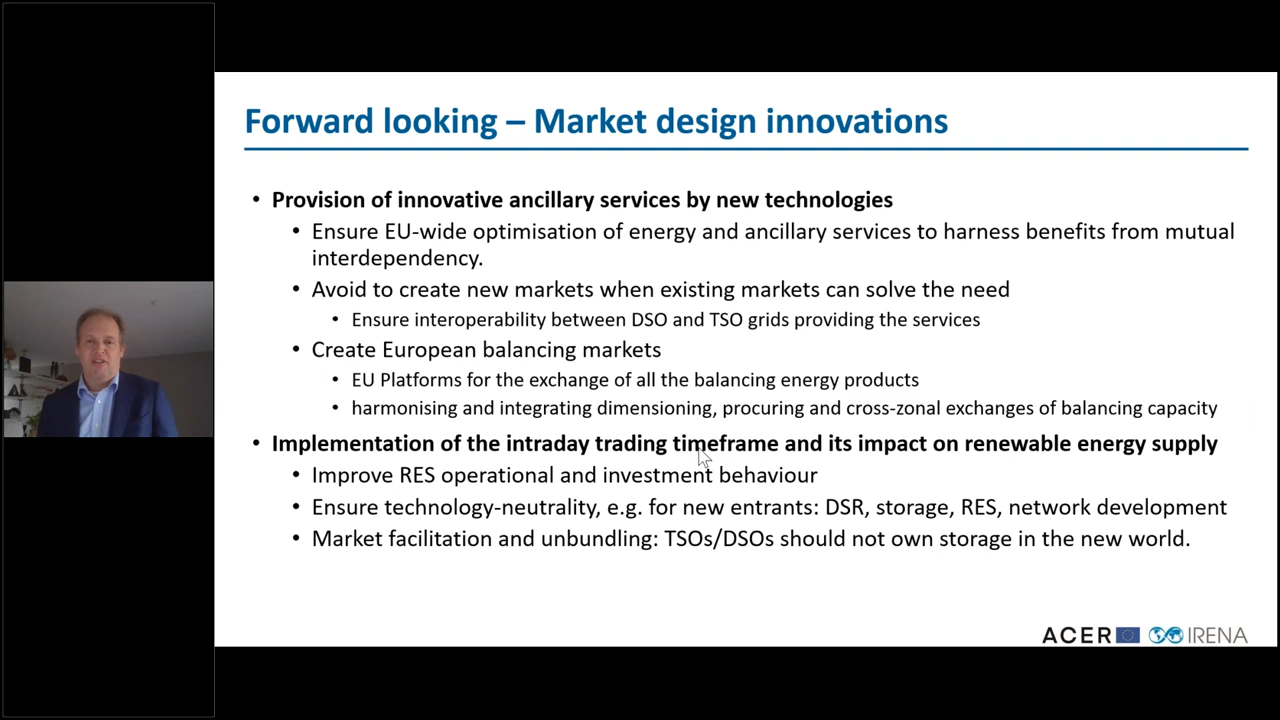 Forward looking – Market design innovations
• Provision of innovative ancillary services by new technologies
• Ensure EU-wide optimisation of energy and ancillary services to harness benefits from mutual
interdependency.
• Avoid to create new markets when existing markets can solve the need
• Ensure interoperability between DSO and TSO grids providing the services
• Create European balancing markets
• EU Platforms for the exchange of all the balancing energy products
• harmonising and integrating dimensioning, procuring and cross-zonal exchanges of balancing capacity
• Implementation of the intraday trading timeframe and its impact on renewable energy supply
• Improve RES operational and investment behaviour
• Ensure technology-neutrality, e.g. for new entrants: DSR, storage, RES, network development
• Market facilitation and unbundling: TSOs/DSOs should not own storage in the new world.
ACER IRENA